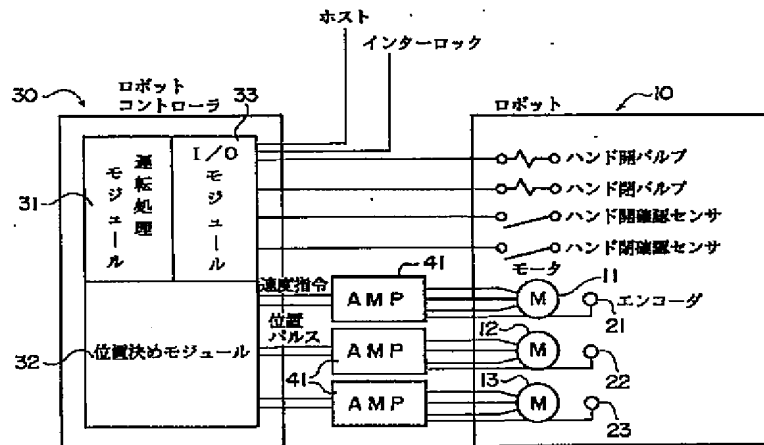 ホスト
インターロック
30
ロボット
コントローラ
33
ロボット
10
31
運転処理
モジュール
I/O
モジュール
ハンド開バルブ
ハンド閉バルブ
ハンド開確認センサ
ハンド閉確認センサ
モータ
速度指令
41
AMP
M
11
エンコーダ
21
位置
パルス
32
位置決めモジュール
AMP
12
M
22
41
AMP
13
M
23